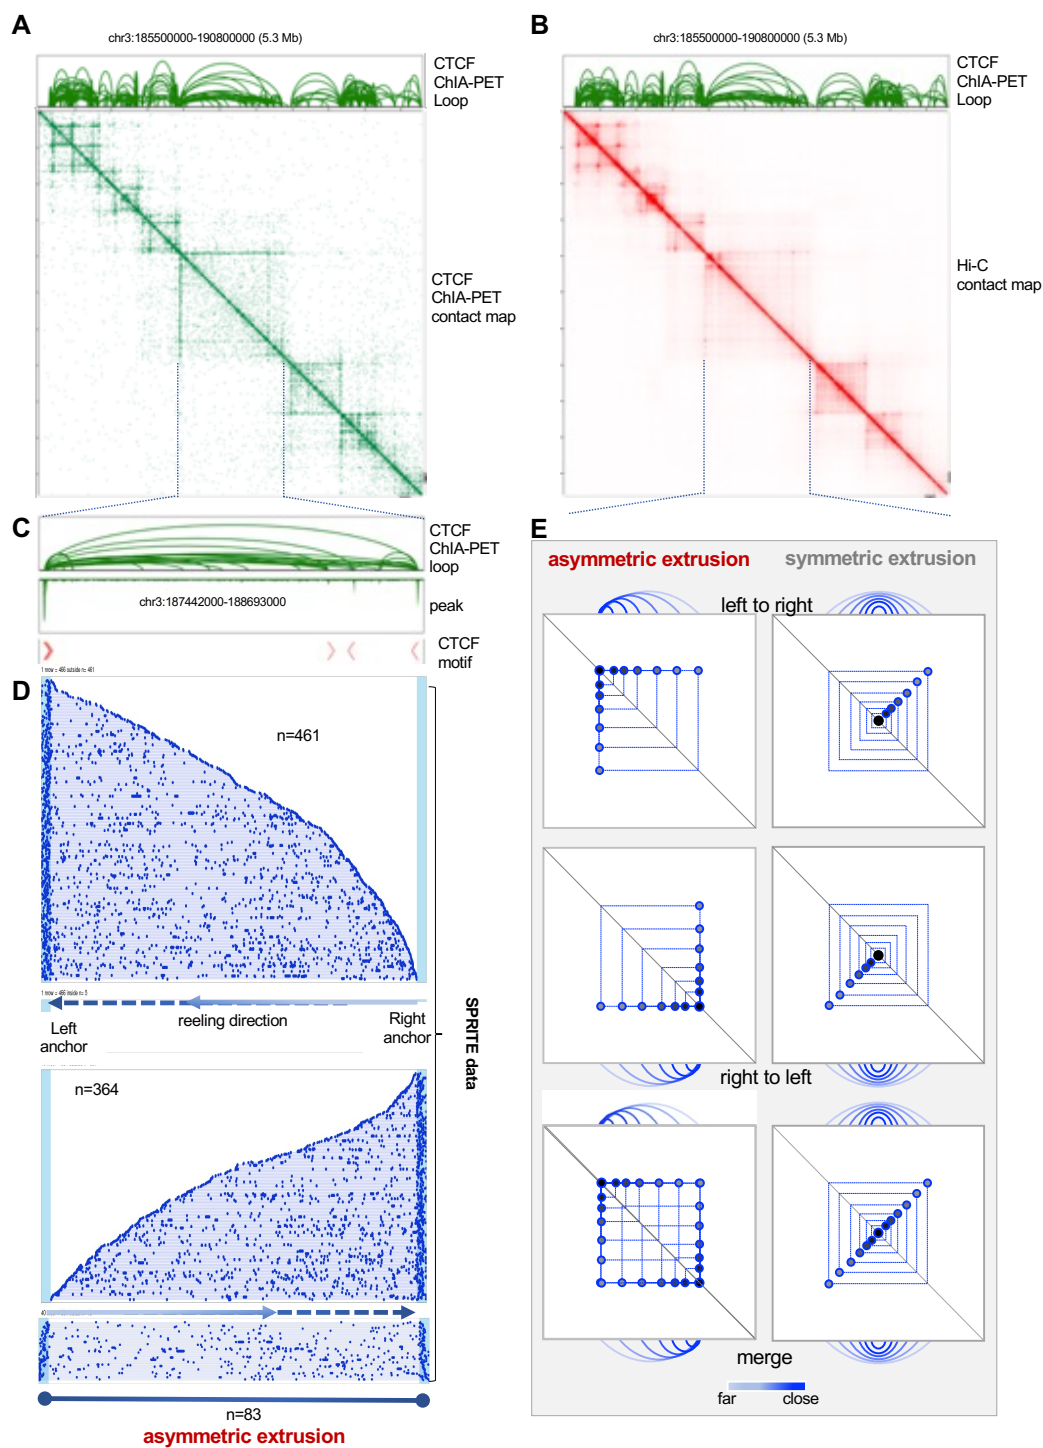 A
chr3:185500000-190800000 (5.3 Mb)
CTCF
ChIA-PET
Loop
CTCF
ChIA-PET
contact map
B
chr3:185500000-190800000 (5.3 Mb)
CTCF
ChIA-PET
Loop
Hi-C
contact map
C
CTCF
ChIA-PET
loop
chr3:187442000-188693000
peak
CTCF
motif
D
n=461
reeling direction
Left
anchor
Right
anchor
n=364
n=83
asymmetric extrusion
SPRITE data
E
asymmetric extrusion
symmetric extrusion
left to right
right to left
merge
far
close